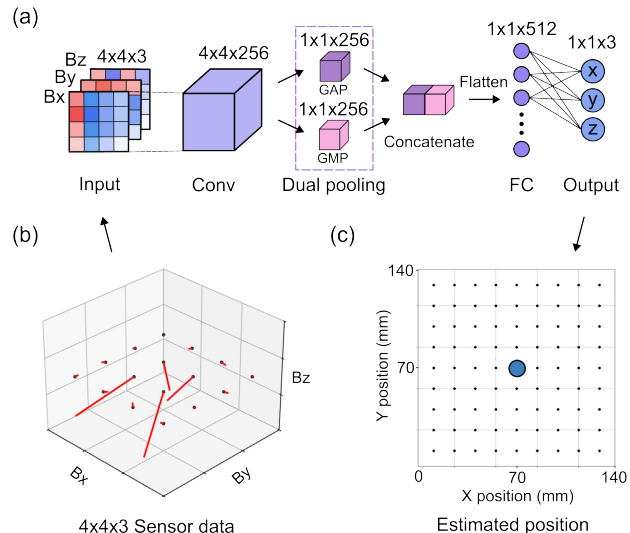 (a)
Bz
By
Bx
4x4x3
4x4x256
1x1x256
GAP
1x1x256
GMP
Concatenate
Flatten
1x1x512
1x1x3
x
y
z
Input
Conv
Dual pooling
FC
Output
(b)
Bz
Bx
By
4x4x3 Sensor data
(c)
140
70
0
70
140
Y position (mm)
X position (mm)
Estimated position